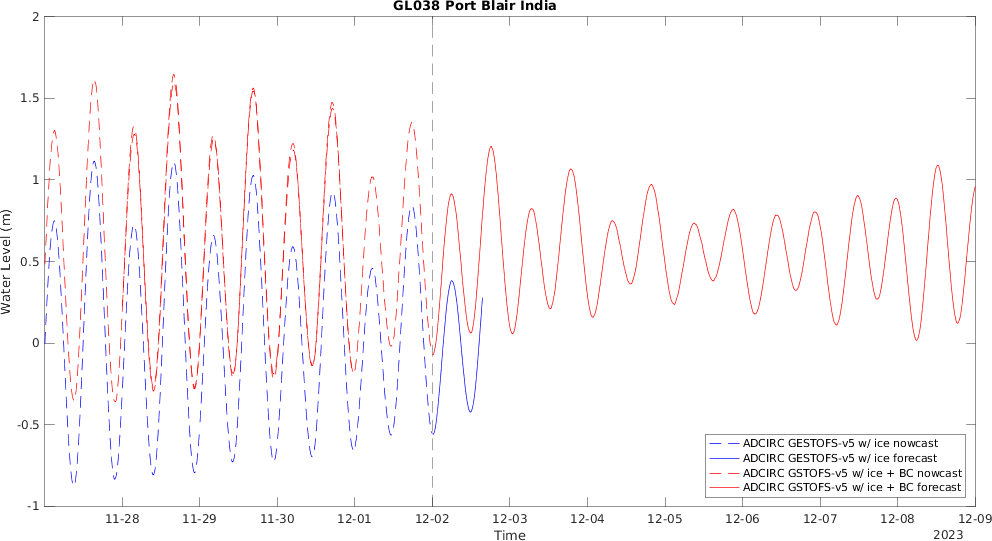 GL038 Port Blair India
2
1.5
1
0.5
0
-0.5
-1
Water Level (m)
11-28 11-29 11-30 12-01 12-02 12-03 12-04 12-05 12-06 12-07 12-08 12-09
Time
2023
ADCIRC GESTOFS-v5 w/ ice nowcast
ADCIRC GESTOFS-v5 w/ ice forecast
ADCIRC GSTOFS-v5 w/ ice + BC nowcast
ADCIRC GSTOFS-v5 w/ ice + BC forecast